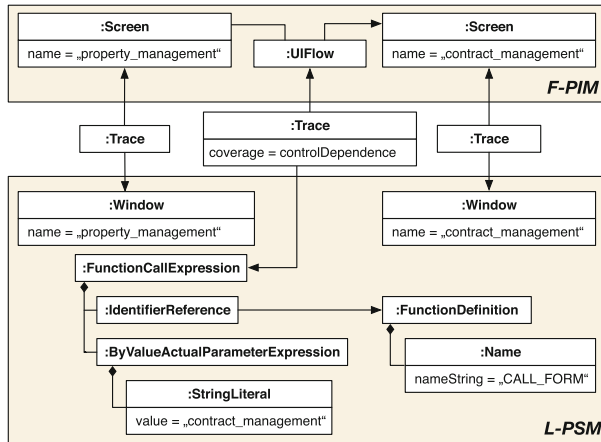 :Screen
name = „property_management“
:UIFlow
:Screen
name = „contract_management“
F-PIM
:Trace
:Trace
coverage = controlDependence
:Trace
:Window
name = „property_management“
:Window
name = „contract_management“
:FunctionCallExpression
:IdentifierReference
:FunctionDefinition
:ByValueActualParameterExpression
:Name
nameString = „CALL_FORM“
:StringLiteral
value = „contract_management“
L-PSM